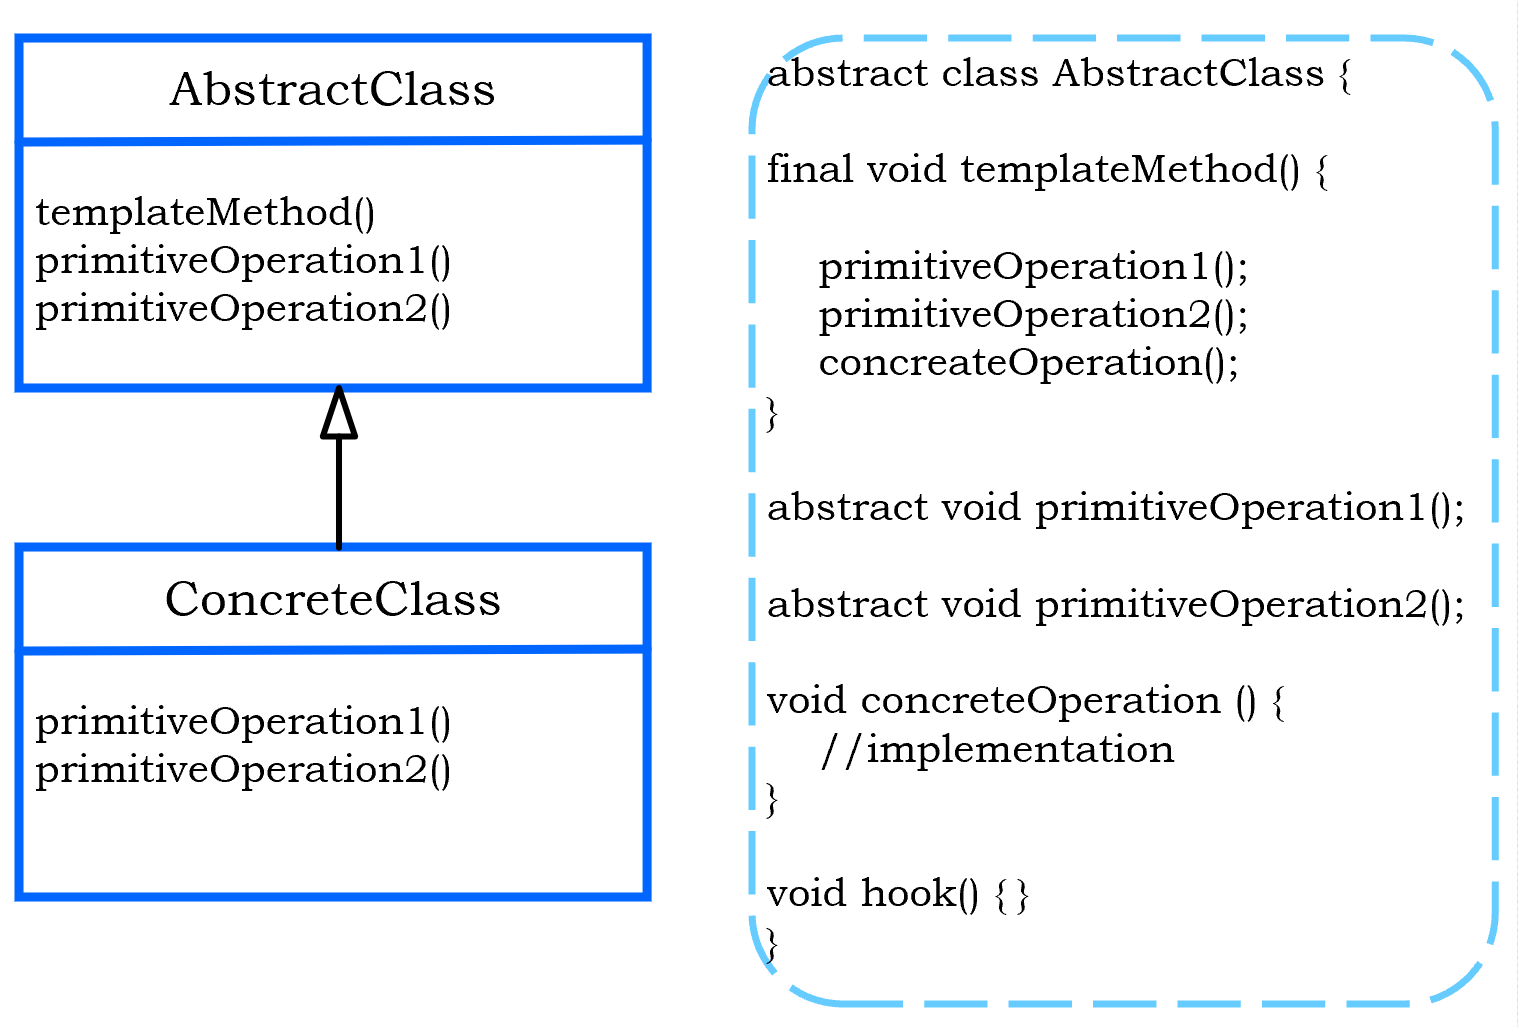 AbstractClass
templateMethod()
primitiveOperation1()
primitiveOperation2()
ConcreteClass
primitiveOperation1()
primitiveOperation2()
abstract class AbstractClass {
final void templateMethod() {
primitiveOperation1();
primitiveOperation2();
concreateOperation();
}
abstract void primitiveOperation1();
abstract void primitiveOperation2();
void concreteOperation () {
//implementation
}
void hook() {}
}